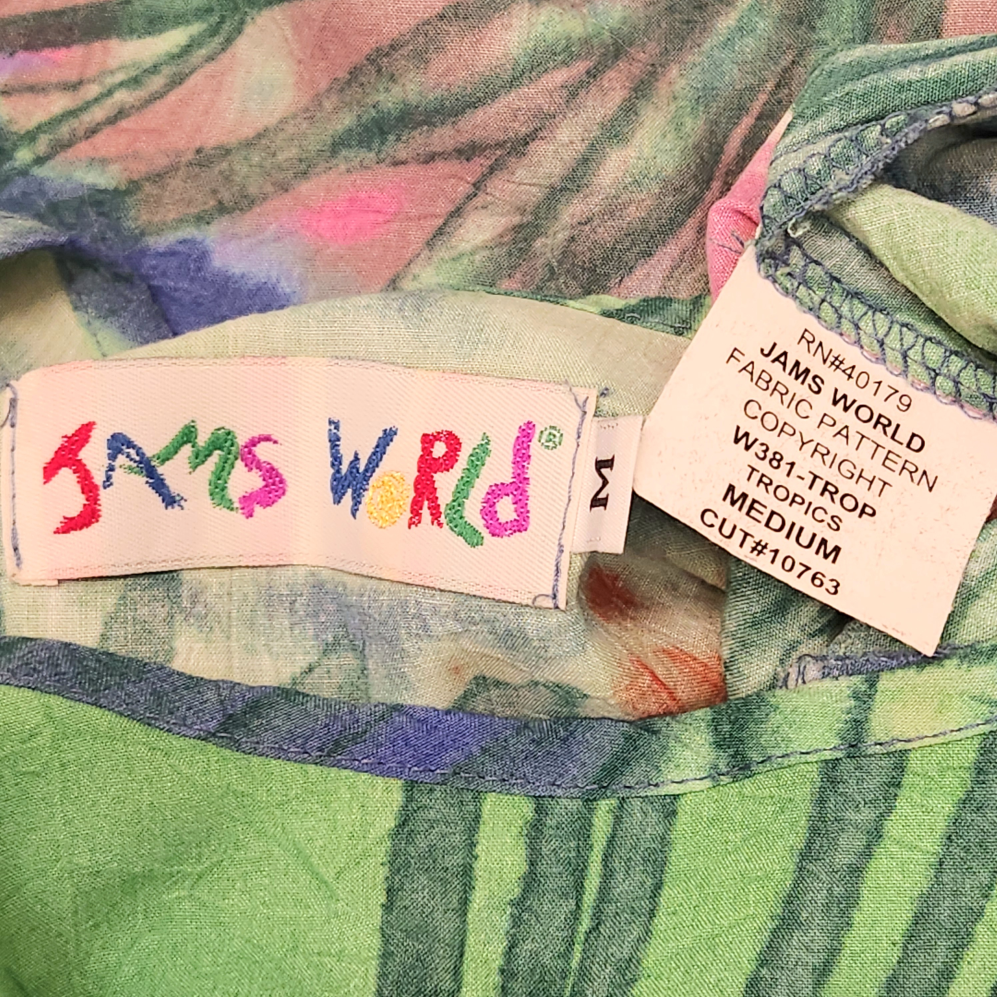 JAMS WORLD®
M
RN#40179
JAMS WORLD
FABRIC PATTERN
COPYRIGHT
W381-TROP
TROPICS
MEDIUM
CUT#10763